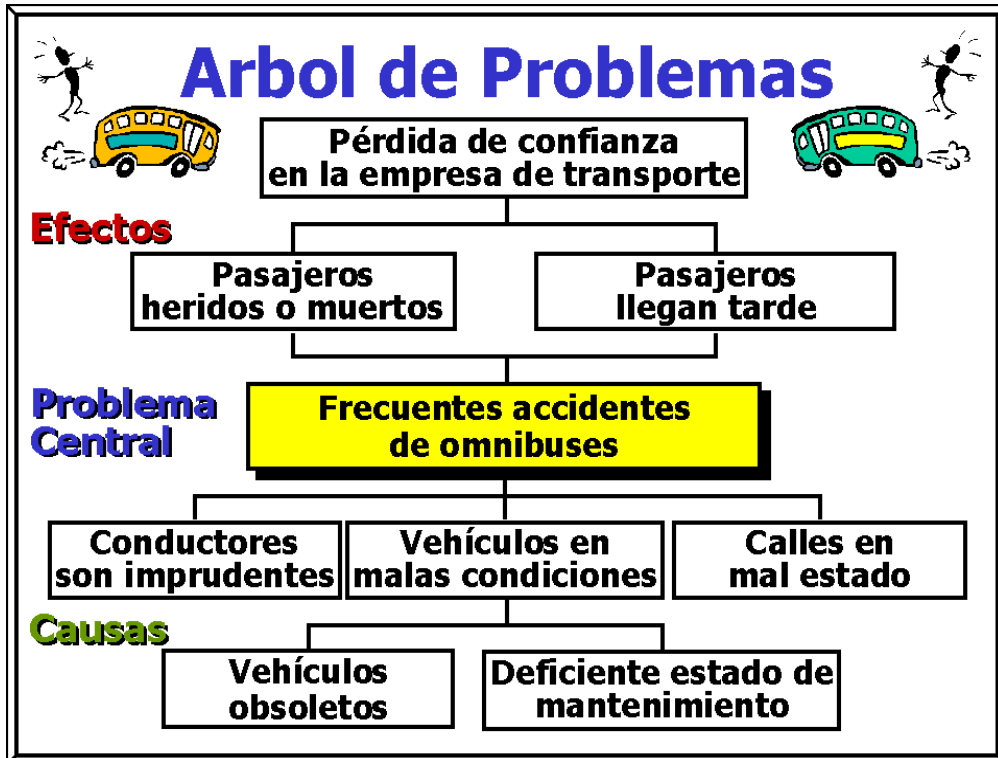 Arbol de Problemas
Pérdida de confianza
en la empresa de transporte
Efectos
Pasajeros
heridos o muertos
Pasajeros
llegan tarde
Problema
Central
Frecuentes accidentes
de omnibuses
Conductores
son imprudentes
Vehículos en
malas condiciones
Calles en
mal estado
Causas
Vehículos
obsoletos
Deficiente estado de
mantenimiento